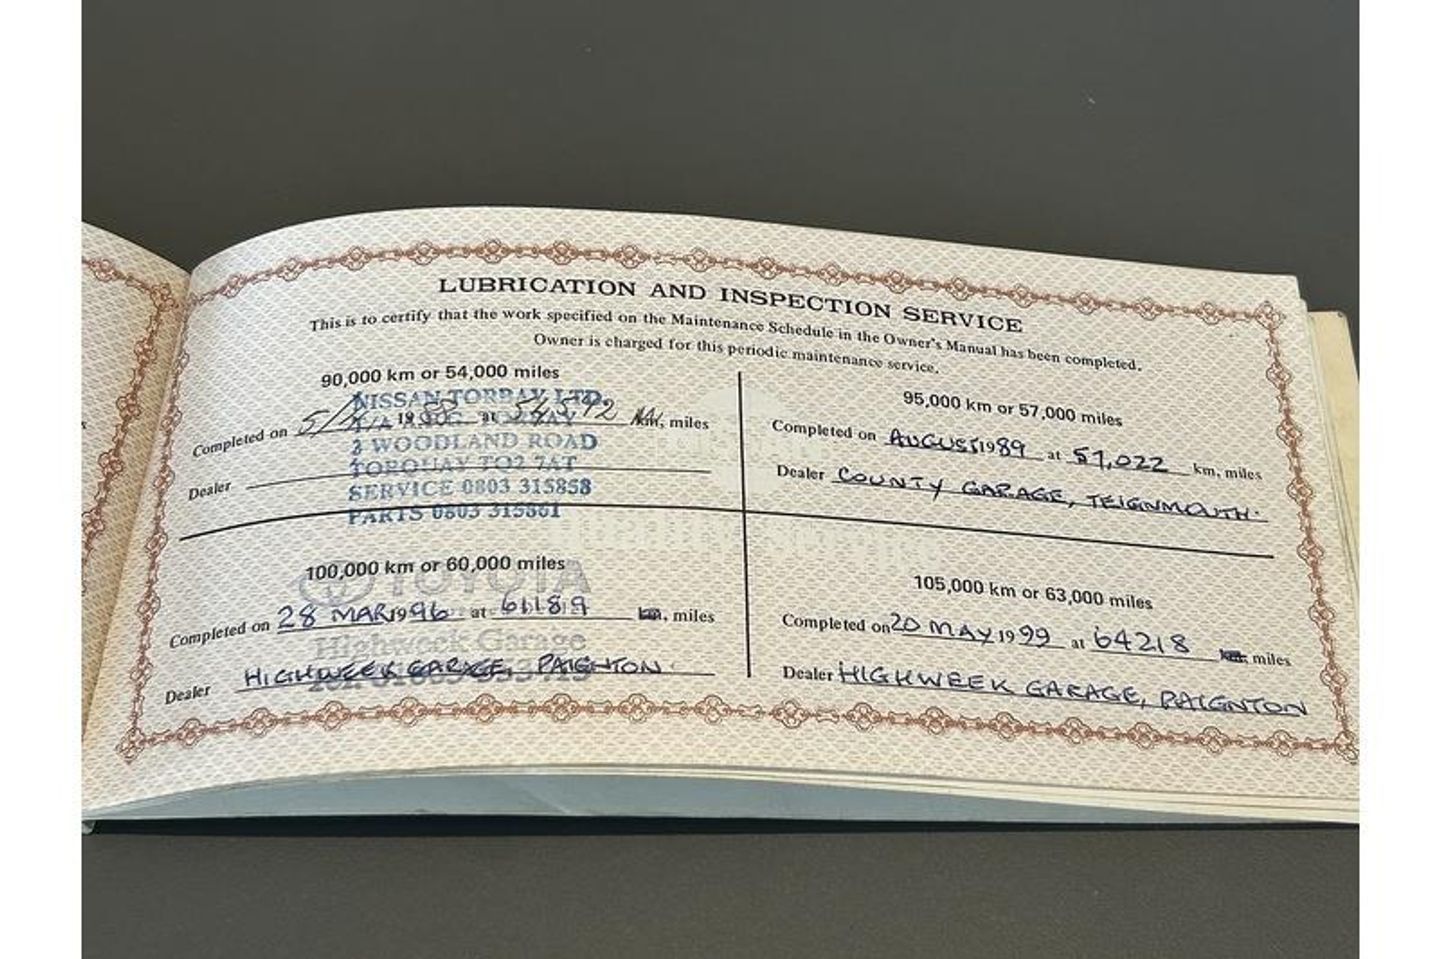 LUBRICATION AND INSPECTION SERVICE
This is to certify that the work specified on the Maintenance Schedule in the Owner's Manual has been completed.
Owner is charged for this periodic maintenance service.
90,000 km or 54,000 miles
NISSAN TORBAY LTD.
Completed on 5/ 1988 at km, miles
2 WOODLAND ROAD
TORQUAY TQ2 7AT
Dealer
SERVICE 0803 315858
PARTS 0803 315861
95,000 km or 57,000 miles
Completed on AUGUST 1989 at 57,022 km, miles
Dealer COUNTY GARAGE, TEIGNMOUTH.
100,000 km or 60,000 miles
TOYOTA
Completed on 28 MAR 1996 at 61189 km, miles
Highweek Garage
Dealer HIGHWEEK GARAGE, PAIGNTON.
105,000 km or 63,000 miles
Completed on 20 MAY 1999 at 64218 km, miles
Dealer HIGHWEEK GARAGE, PAIGNTON